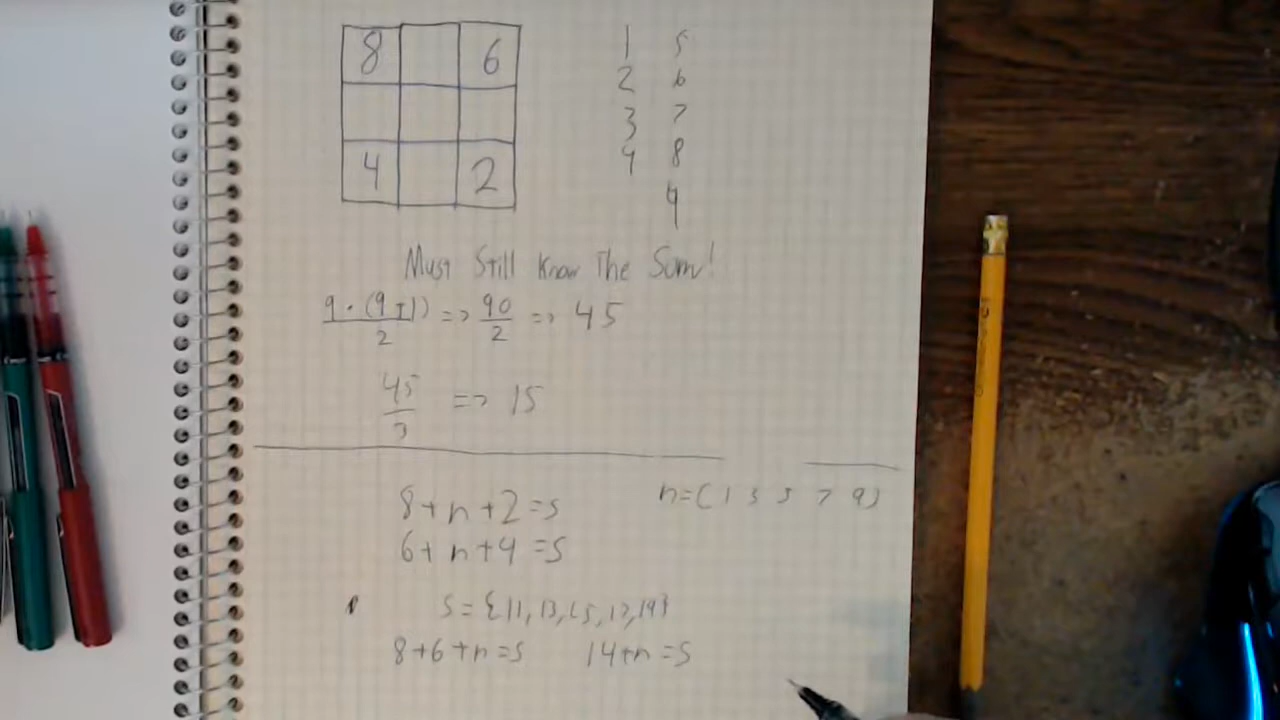 8 6
4 2
1 5
2 6
3 7
4 8
9
Must Still Know The Sum!
9·(9+1)/2 => 90/2 => 45
45/3 => 15
8+n+2=s n={1 3 5 7 9}
6+n+4=s
s={11,13,15,17,19}
8+6+n=s 14+n=s